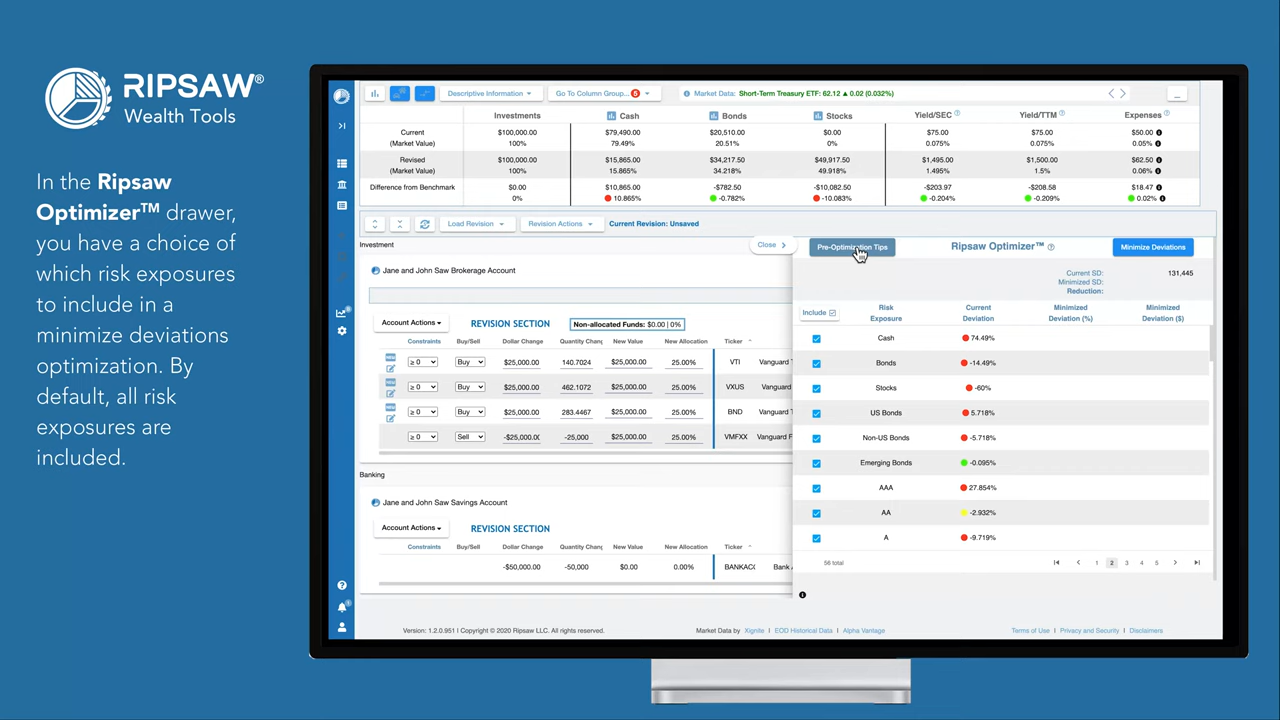 RIPSAW®
Wealth Tools
In the Ripsaw
Optimizer™ drawer,
you have a choice of
which risk exposures
to include in a
minimize deviations
optimization. By
default, all risk
exposures are
included.
Descriptive Information
Go To Column Group... 5
Market Data: Short-Term Treasury ETF: 62.12 ▲ 0.02 (0.032%)
Investments Cash Bonds Stocks Yield/SEC Yield/TTM Expenses
Current $100,000.00 $79,490.00 $20,510.00 $0.00 $75.00 $75.00 $50.00
(Market Value) 100% 79.49% 20.51% 0% 0.075% 0.075% 0.05%
Revised $100,000.00 $15,865.00 $34,217.50 $49,917.50 $1,495.00 $1,500.00 $62.50
(Market Value) 100% 15.865% 34.218% 49.918% 1.495% 1.5% 0.06%
Difference from Benchmark $0.00 $10,865.00 -$782.50 -$10,082.50 -$203.97 -$208.58 $18.47
0% 10.865% -0.782% -10.083% -0.204% -0.209% 0.02%
Load Revision Revision Actions Current Revision: Unsaved
Investment
Close
Jane and John Saw Brokerage Account
Account Actions REVISION SECTION Non-allocated Funds: $0.00 | 0%
Constraints Buy/Sell Dollar Change Quantity Chang New Value New Allocation Ticker
≥ 0 Buy $25,000.00 140.7024 $25,000.00 25.00% VTI Vanguard T
≥ 0 Buy $25,000.00 462.1072 $25,000.00 25.00% VXUS Vanguard
≥ 0 Buy $25,000.00 283.4467 $25,000.00 25.00% BND Vanguard T
≥ 0 Sell -$25,000.0( -25,000 $25,000.00 25.00% VMFXX Vanguard F
Banking
Jane and John Saw Savings Account
Account Actions REVISION SECTION
Constraints Buy/Sell Dollar Change Quantity Chang New Value New Allocation Ticker
-$50,000.00 -50,000 $0.00 0.00% BANKAC( Bank A
Pre-Optimization Tips Ripsaw Optimizer™ Minimize Deviations
Current SD: 131,445
Minimized SD:
Reduction:
Include Risk Exposure Current Deviation Minimized Deviation (%) Minimized Deviation ($)
Cash 74.49%
Bonds -14.49%
Stocks -60%
US Bonds 5.718%
Non-US Bonds -5.718%
Emerging Bonds -0.095%
AAA 27.854%
AA -2.932%
A -9.719%
56 total 1 2 3 4 5
Version: 1.2.0.951 | Copyright © 2020 Ripsaw LLC. All rights reserved.
Market Data by Xignite | EOD Historical Data | Alpha Vantage
Terms of Use | Privacy and Security | Disclaimers